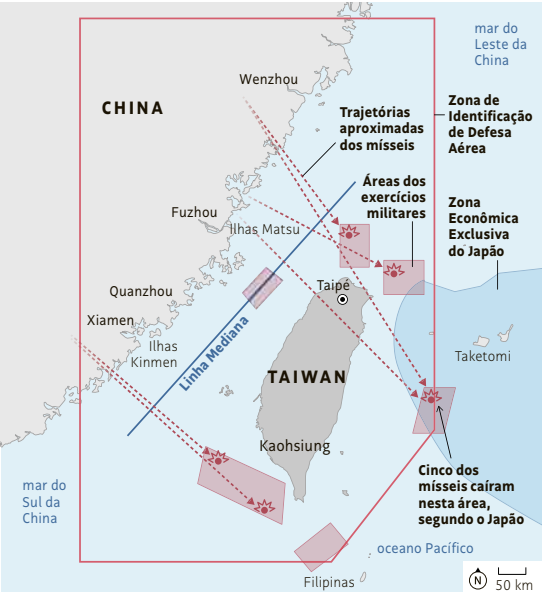 mar do
Leste da
China
Wenzhou
CHINA
Zona de
Identificação
de Defesa
Aérea
Trajetórias
aproximadas
dos mísseis
Áreas dos
exercícios
militares
Zona
Econômica
Exclusiva
do Japão
Fuzhou
Ilhas Matsu
Taipé
Quanzhou
Xiamen
Ilhas
Kinmen
Linha Mediana
Taketomi
TAIWAN
Kaohsiung
Cinco dos
mísseis caíram
nesta área,
segundo o Japão
mar do
Sul da
China
oceano Pacífico
Filipinas
N
50 km